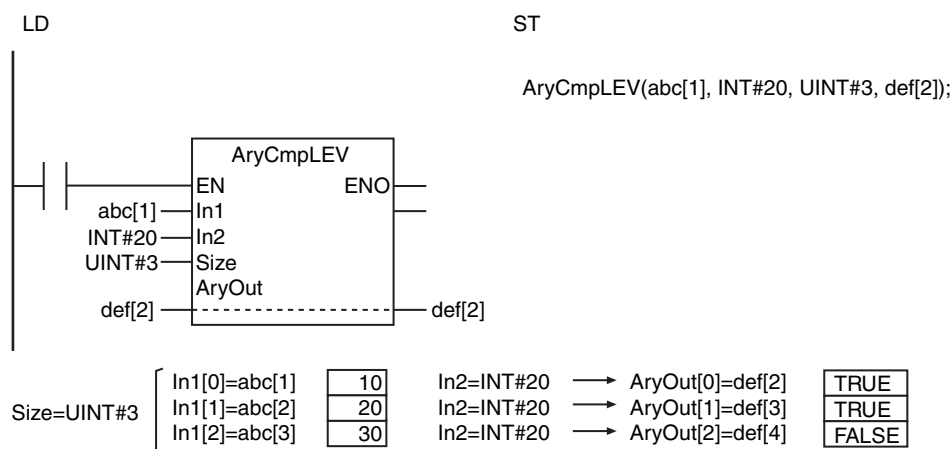 LD
ST
AryCmpLEV(abc[1], INT#20, UINT#3, def[2]);
AryCmpLEV
EN ENO
abc[1] In1
INT#20 In2
UINT#3 Size
AryOut
def[2] def[2]
In1[0]=abc[1] 10 In2=INT#20 → AryOut[0]=def[2] TRUE
Size=UINT#3 In1[1]=abc[2] 20 In2=INT#20 → AryOut[1]=def[3] TRUE
In1[2]=abc[3] 30 In2=INT#20 → AryOut[2]=def[4] FALSE